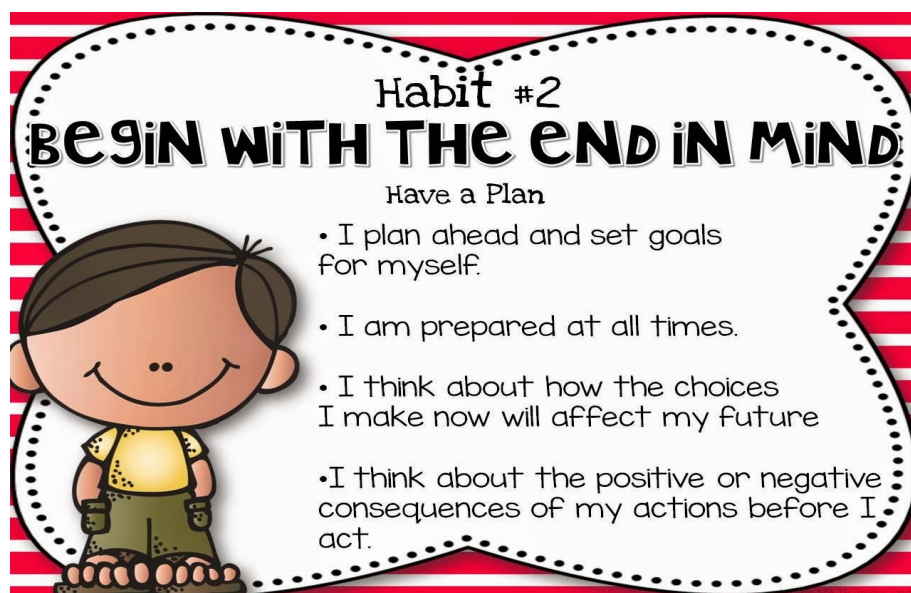 Habit #2
BEGIN WITH THE END IN MIND
Have a Plan
• I plan ahead and set goals
for myself.
• I am prepared at all times.
• I think about how the choices
I make now will affect my future
•I think about the positive or negative
consequences of my actions before I
act.